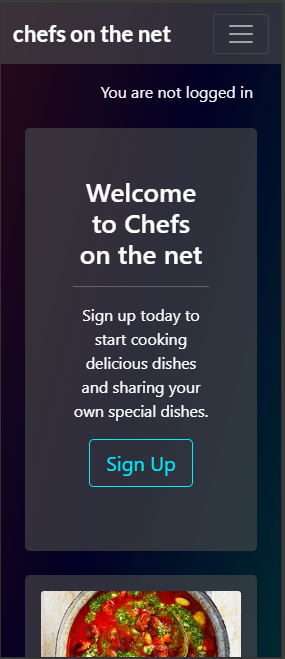 chefs on the net
You are not logged in
Welcome
to Chefs
on the net
Sign up today to
start cooking
delicious dishes
and sharing your
own special dishes.
Sign Up